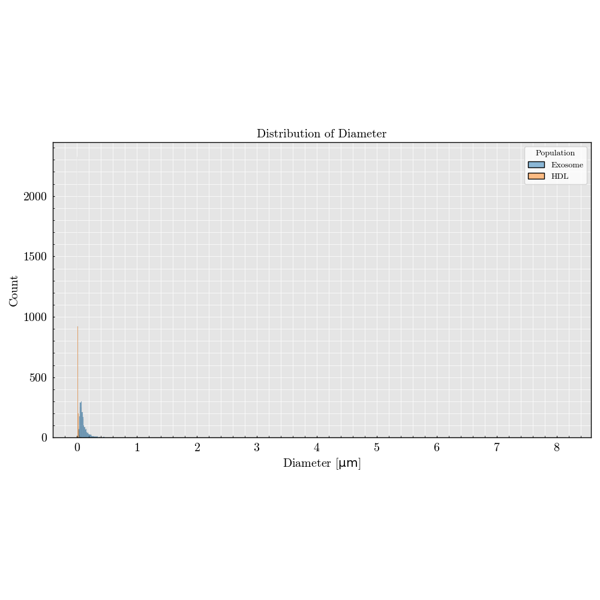 Distribution of Diameter
Population
Exosome
HDL
2000
1500
1000
500
0
Count
0 1 2 3 4 5 6 7 8
Diameter [μm]